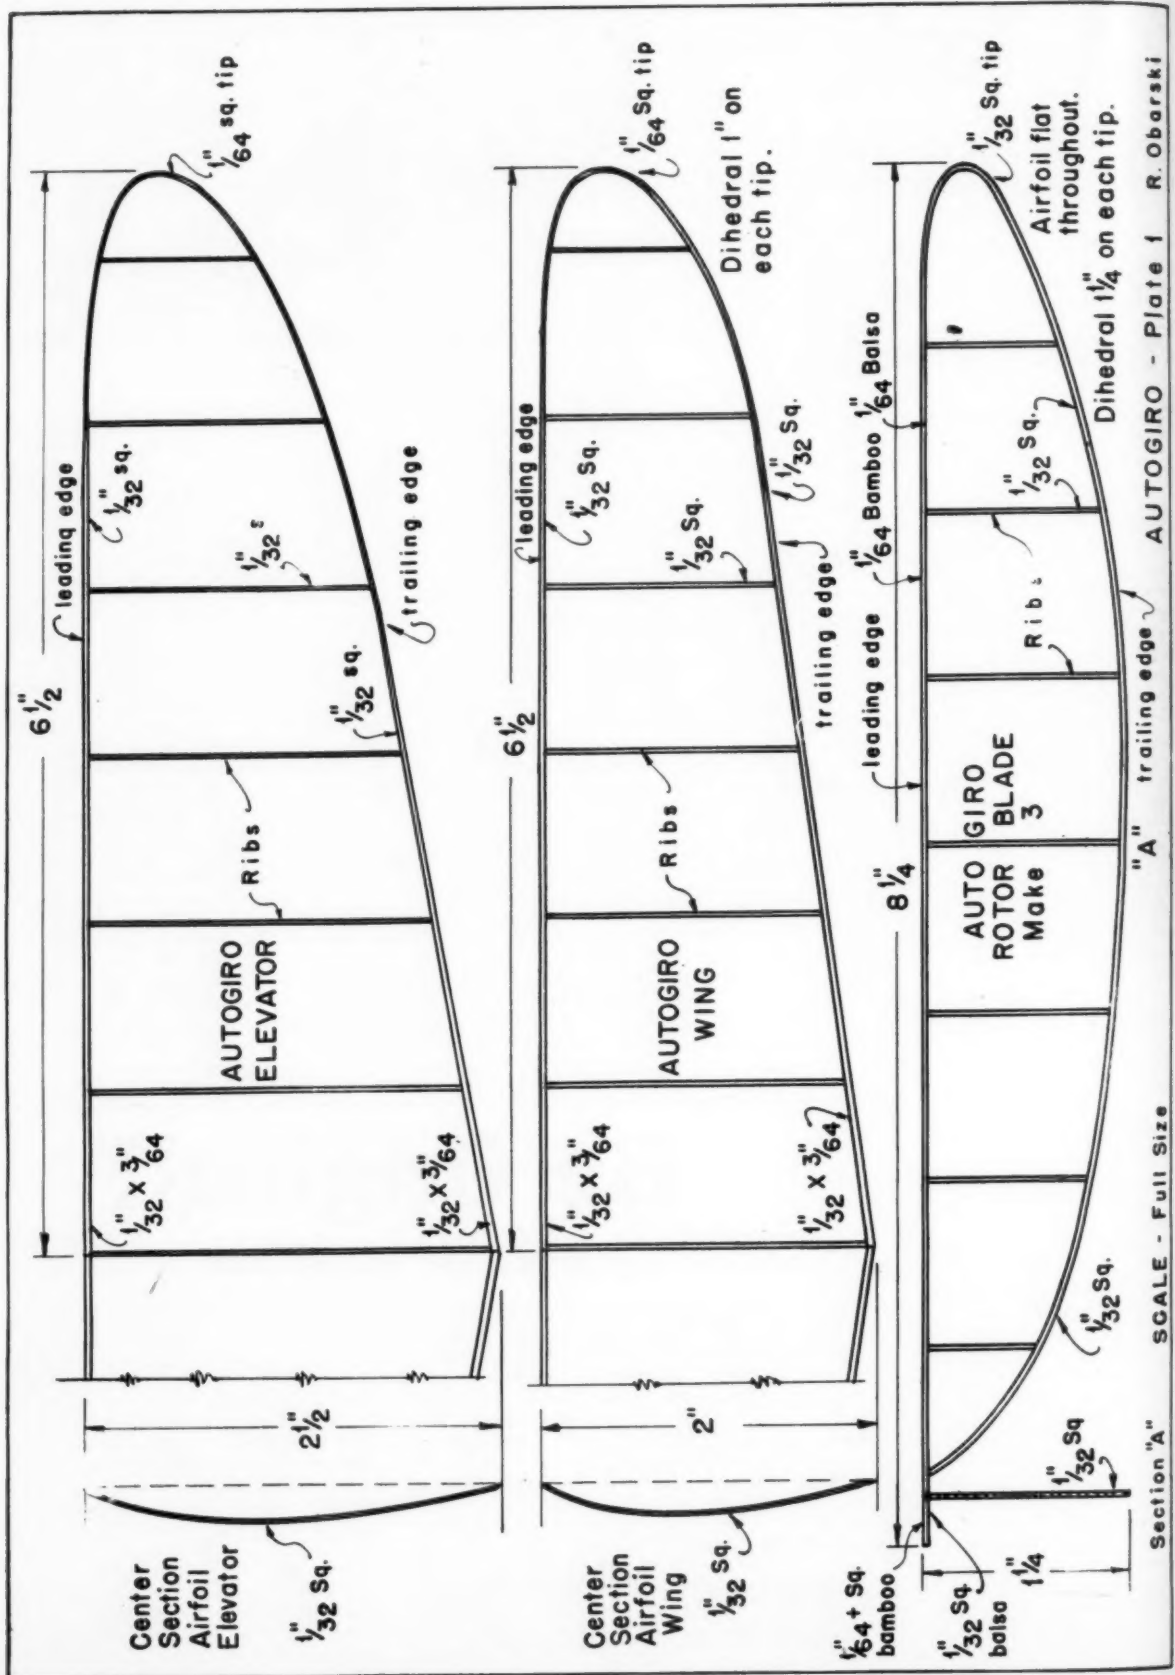 6 1/2"
leading edge
1/32" sq.
1/64" sq. tip
1/32"
trailing edge
1/32" sq.
Ribs
AUTOGIRO
ELEVATOR
1/32" X 3/64"
1/32" X 3/64"
2 1/2"
Center
Section
Airfoil
Elevator
1/32" Sq.
6 1/2"
leading edge
1/32" Sq.
1/64" Sq. tip
Dihedral 1" on
each tip.
1/32" Sq.
1/32" Sq.
trailing edge
Ribs
AUTOGIRO
WING
1/32" X 3/64"
1/32" X 3/64"
2"
Center
Section
Airfoil
Wing
1/32" Sq.
8 1/4"
leading edge
1/64" Bamboo
1/64" Balsa
1/32" Sq. tip
Airfoil flat
throughout.
Dihedral 1 1/4" on each tip.
1/32" Sq.
Ribs
AUTO GIRO
ROTOR BLADE
Make 3
1/64"+ Sq.
bamboo
1/32" Sq.
balsa
1 1/4"
1/32" Sq
1/32" Sq.
"A"
trailing edge
Section "A"
SCALE - Full Size
AUTOGIRO - Plate 1
R. Obarski